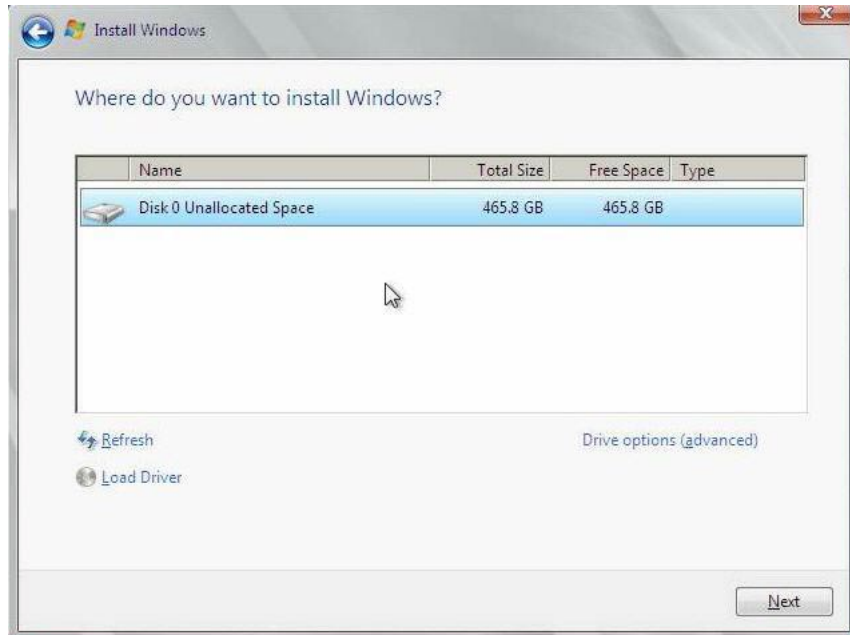 Install Windows
Where do you want to install Windows?
Name Total Size Free Space Type
Disk 0 Unallocated Space 465.8 GB 465.8 GB
Refresh Drive options (advanced)
Load Driver
Next